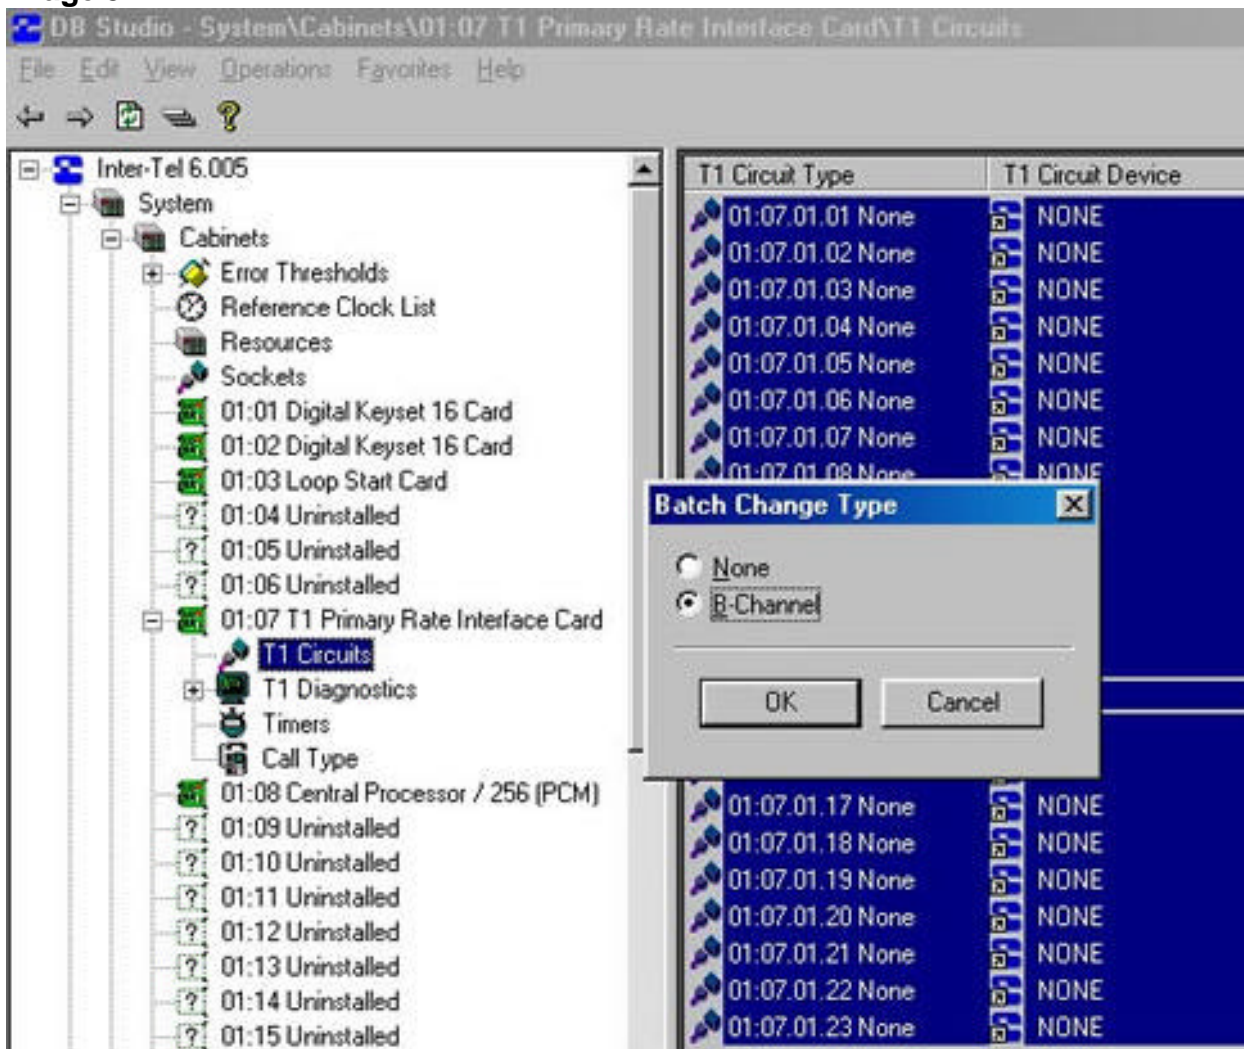 DB Studio - System\Cabinets\01:07 T1 Primary Rate Interface Card\T1 Circuits
File Edit View Operations Favorites Help
Inter-Tel 6.005
System
Cabinets
Error Thresholds
Reference Clock List
Resources
Sockets
01:01 Digital Keyset 16 Card
01:02 Digital Keyset 16 Card
01:03 Loop Start Card
01:04 Uninstalled
01:05 Uninstalled
01:06 Uninstalled
01:07 T1 Primary Rate Interface Card
T1 Circuits
T1 Diagnostics
Timers
Call Type
01:08 Central Processor / 256 (PCM)
01:09 Uninstalled
01:10 Uninstalled
01:11 Uninstalled
01:12 Uninstalled
01:13 Uninstalled
01:14 Uninstalled
01:15 Uninstalled
T1 Circuit Type T1 Circuit Device
01:07.01.01 None NONE
01:07.01.02 None NONE
01:07.01.03 None NONE
01:07.01.04 None NONE
01:07.01.05 None NONE
01:07.01.06 None NONE
01:07.01.07 None NONE
01:07.01.08 None NONE
Batch Change Type
None
B-Channel
OK Cancel
01:07.01.17 None NONE
01:07.01.18 None NONE
01:07.01.19 None NONE
01:07.01.20 None NONE
01:07.01.21 None NONE
01:07.01.22 None NONE
01:07.01.23 None NONE